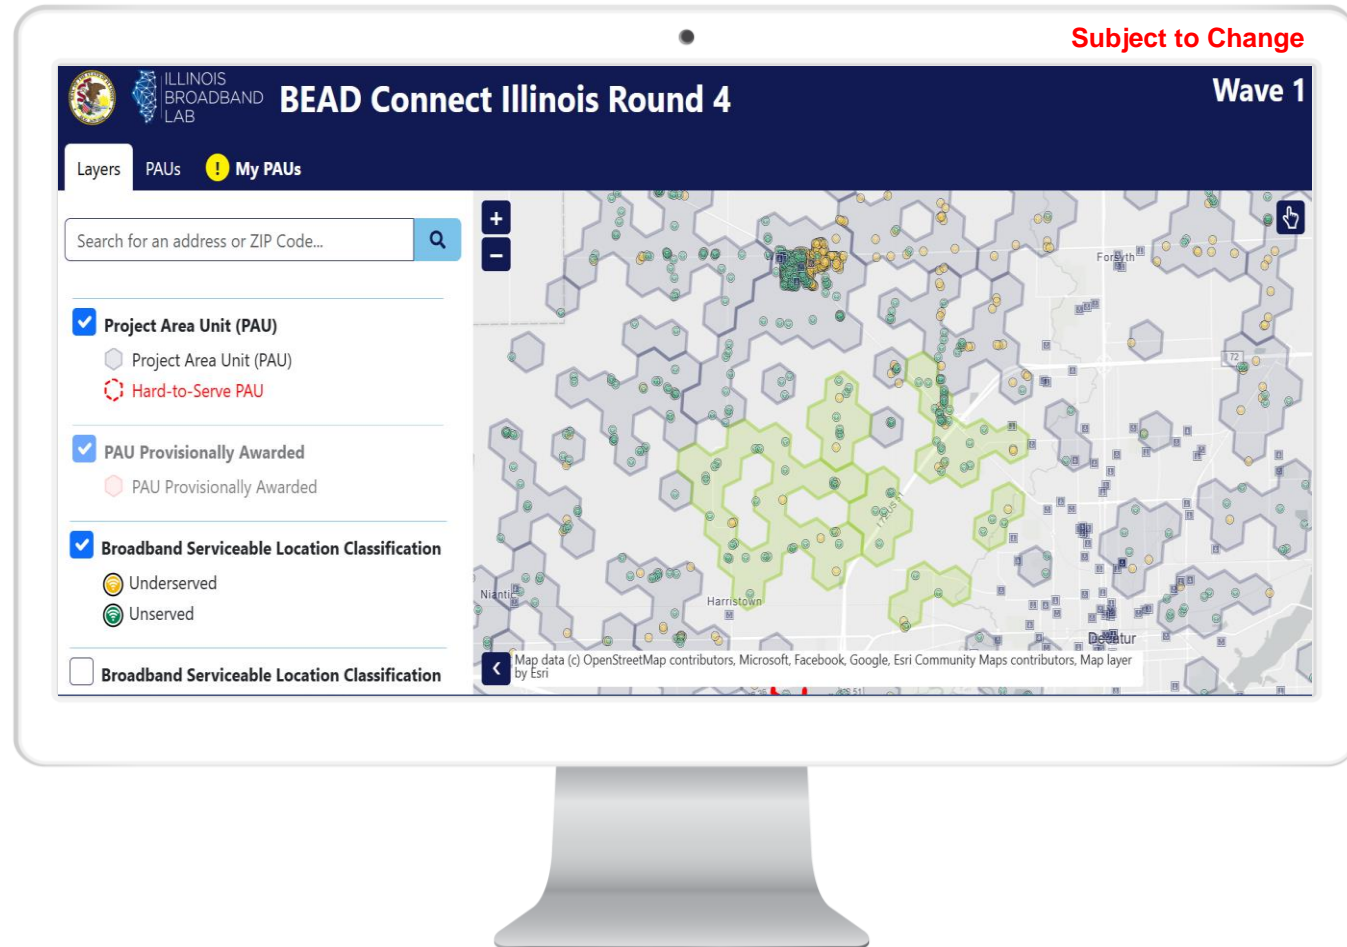 Subject to Change
ILLINOIS
BROADBAND
LAB
BEAD Connect Illinois Round 4
Wave 1
Layers
PAUs
! My PAUs
Search for an address or ZIP Code...
+
−
Project Area Unit (PAU)
Project Area Unit (PAU)
Hard-to-Serve PAU
PAU Provisionally Awarded
PAU Provisionally Awarded
Broadband Serviceable Location Classification
Underserved
Unserved
Broadband Serviceable Location Classification
Forsyth
72
Niantic
Harristown
Decatur
Map data (c) OpenStreetMap contributors, Microsoft, Facebook, Google, Esri Community Maps contributors, Map layer
by Esri